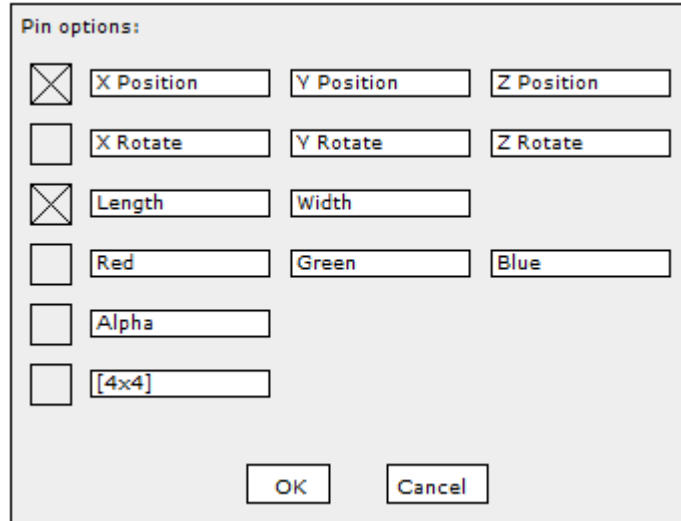 Pin options:
X Position Y Position Z Position
X Rotate Y Rotate Z Rotate
Length Width
Red Green Blue
Alpha
[4x4]
OK Cancel